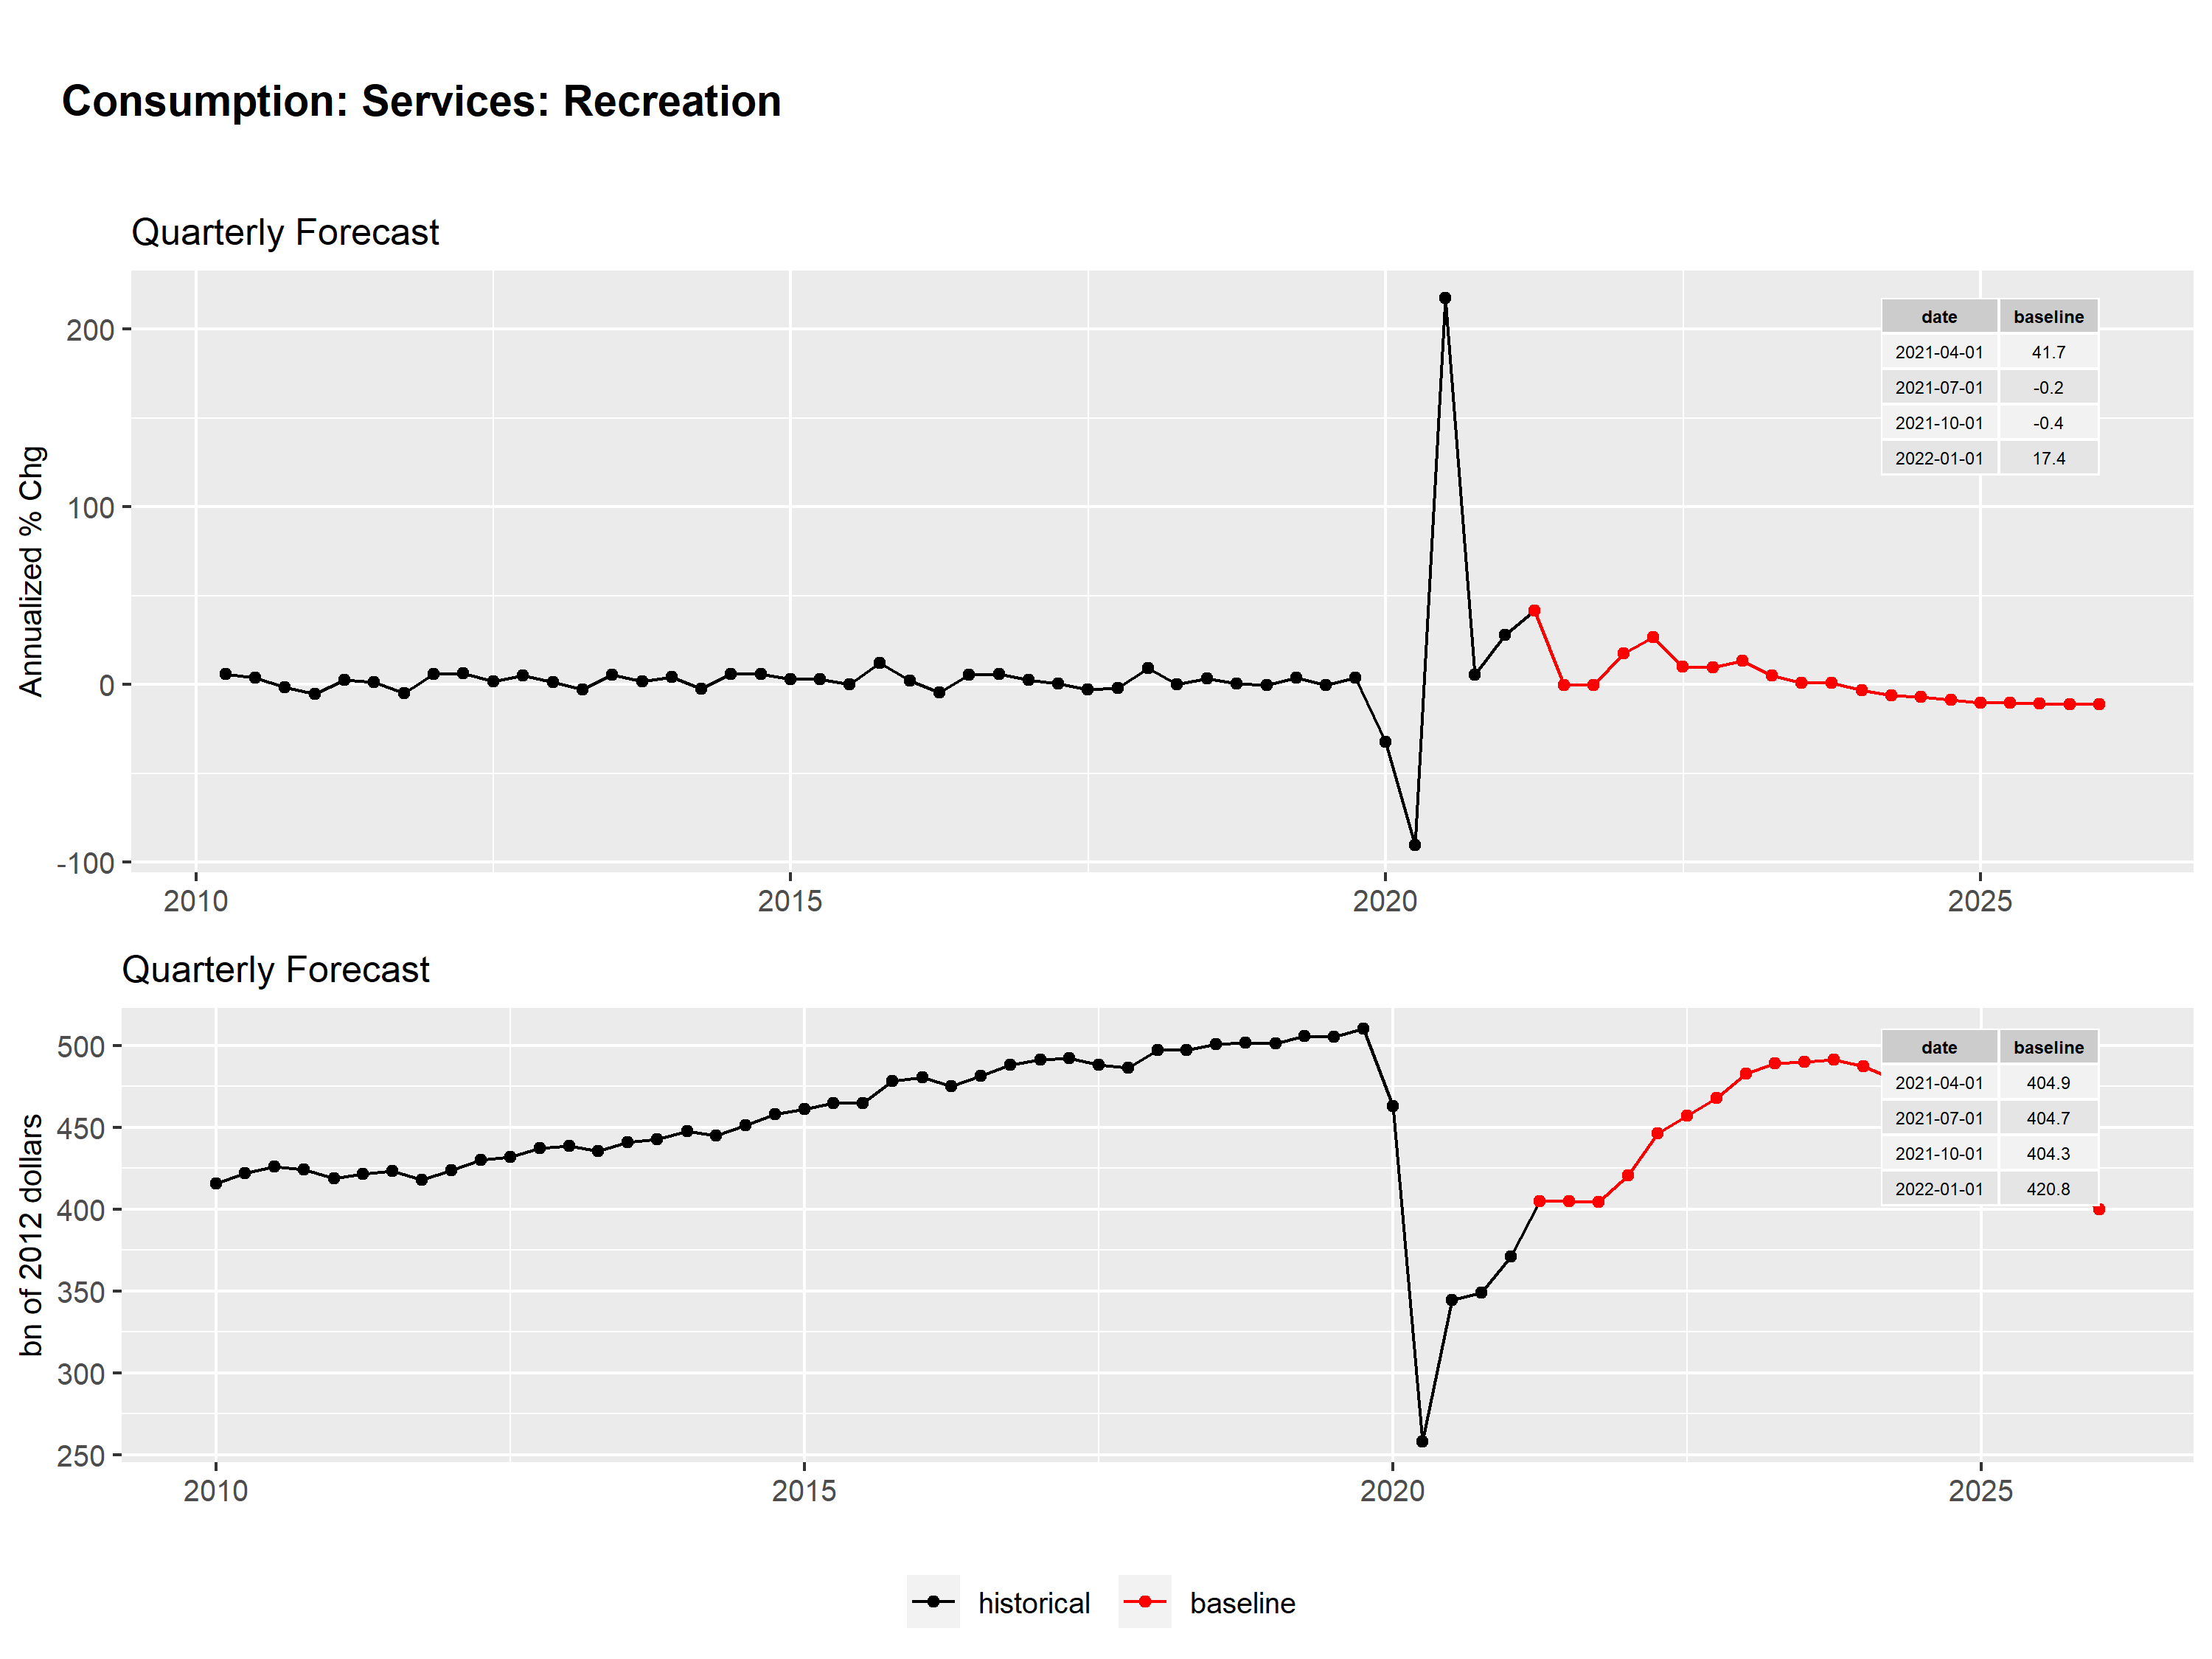 Consumption: Services: Recreation
Quarterly Forecast
Annualized % Chg
200
100
0
-100
date baseline
2021-04-01 41.7
2021-07-01 -0.2
2021-10-01 -0.4
2022-01-01 17.4
2010 2015 2020 2025
Quarterly Forecast
bn of 2012 dollars
500
450
400
350
300
250
date baseline
2021-04-01 404.9
2021-07-01 404.7
2021-10-01 404.3
2022-01-01 420.8
2010 2015 2020 2025
historical baseline